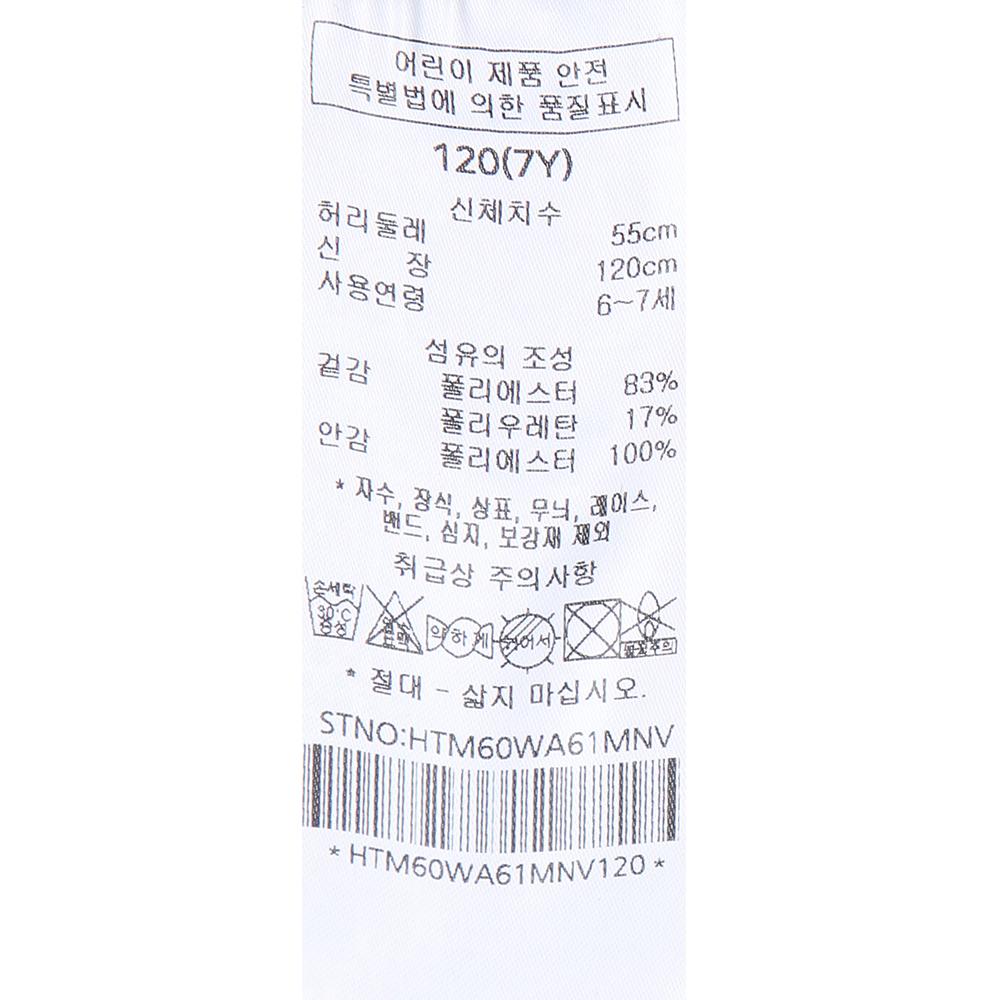 어린이 제품 안전
특별법에 의한 품질표시
120(7Y)
신체치수
허리둘레 55cm
신 장 120cm
사용연령 6~7세
섬유의 조성
겉감 폴리에스터 83%
폴리우레탄 17%
안감 폴리에스터 100%
* 자수, 장식, 상표, 무늬, 레이스,
밴드, 심지, 보강재 제외
취급상 주의사항
손세탁
30℃
중성
약하게
뉘어서
* 절대 - 삶지 마십시오.
STNO:HTM60WA61MNV
* HTM60WA61MNV120 *